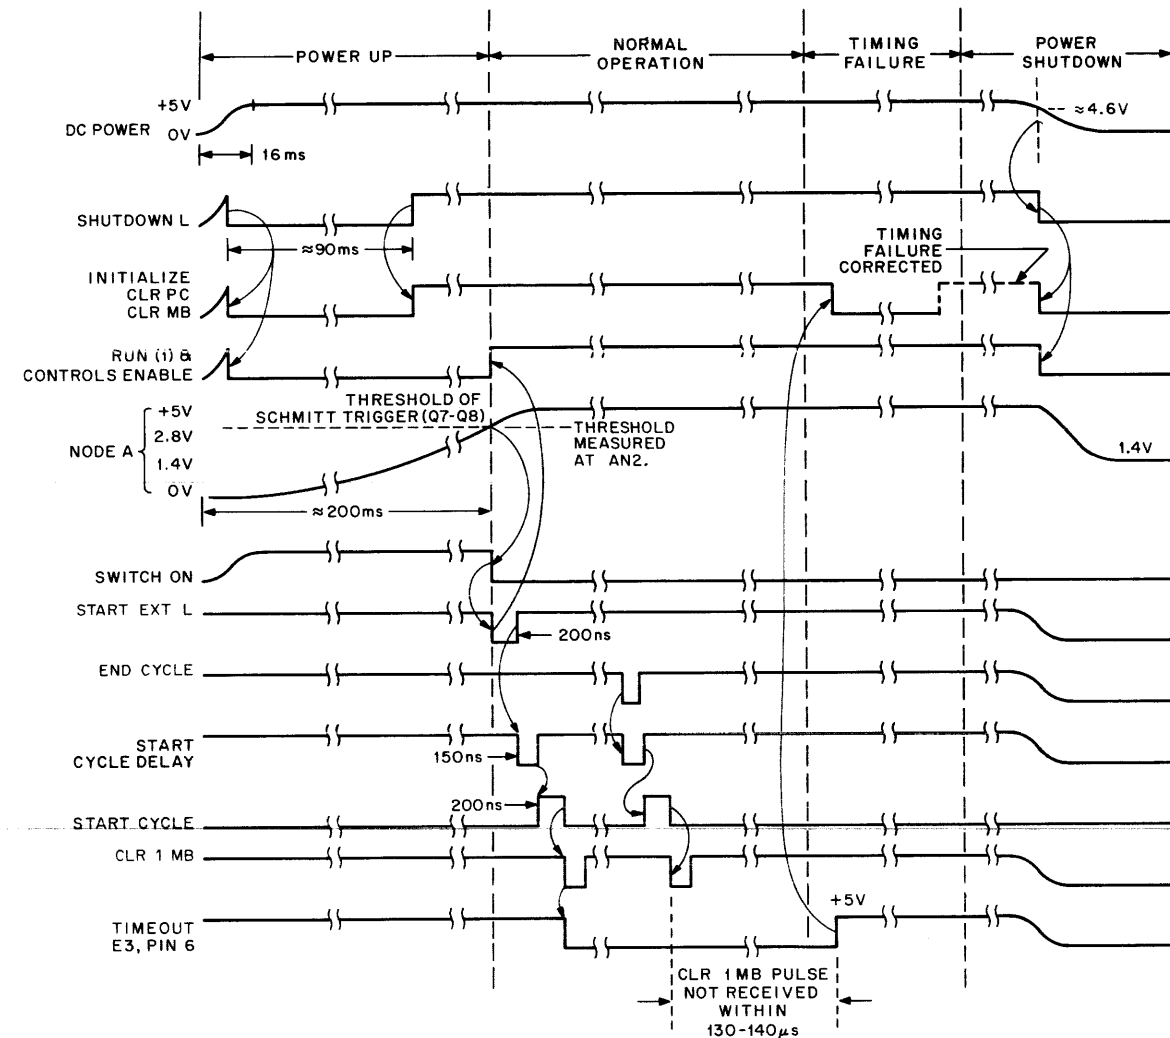 POWER UP
NORMAL
OPERATION
TIMING
FAILURE
POWER
SHUTDOWN
+5V
DC POWER
0V
≈4.6V
16ms
SHUTDOWN L
≈90ms
TIMING
FAILURE
CORRECTED
INITIALIZE
CLR PC
CLR MB
RUN (i) &
CONTROLS ENABLE
THRESHOLD OF
SCHMITT TRIGGER (Q7-Q8)
THRESHOLD
MEASURED
AT AN2.
NODE A
+5V
2.8V
1.4V
0V
1.4V
≈200ms
SWITCH ON
START EXT L
200ns
END CYCLE
START
CYCLE DELAY
150ns
200ns
START CYCLE
CLR 1 MB
+5V
TIMEOUT
E3, PIN 6
CLR 1MB PULSE
NOT RECEIVED
WITHIN
130-140µs